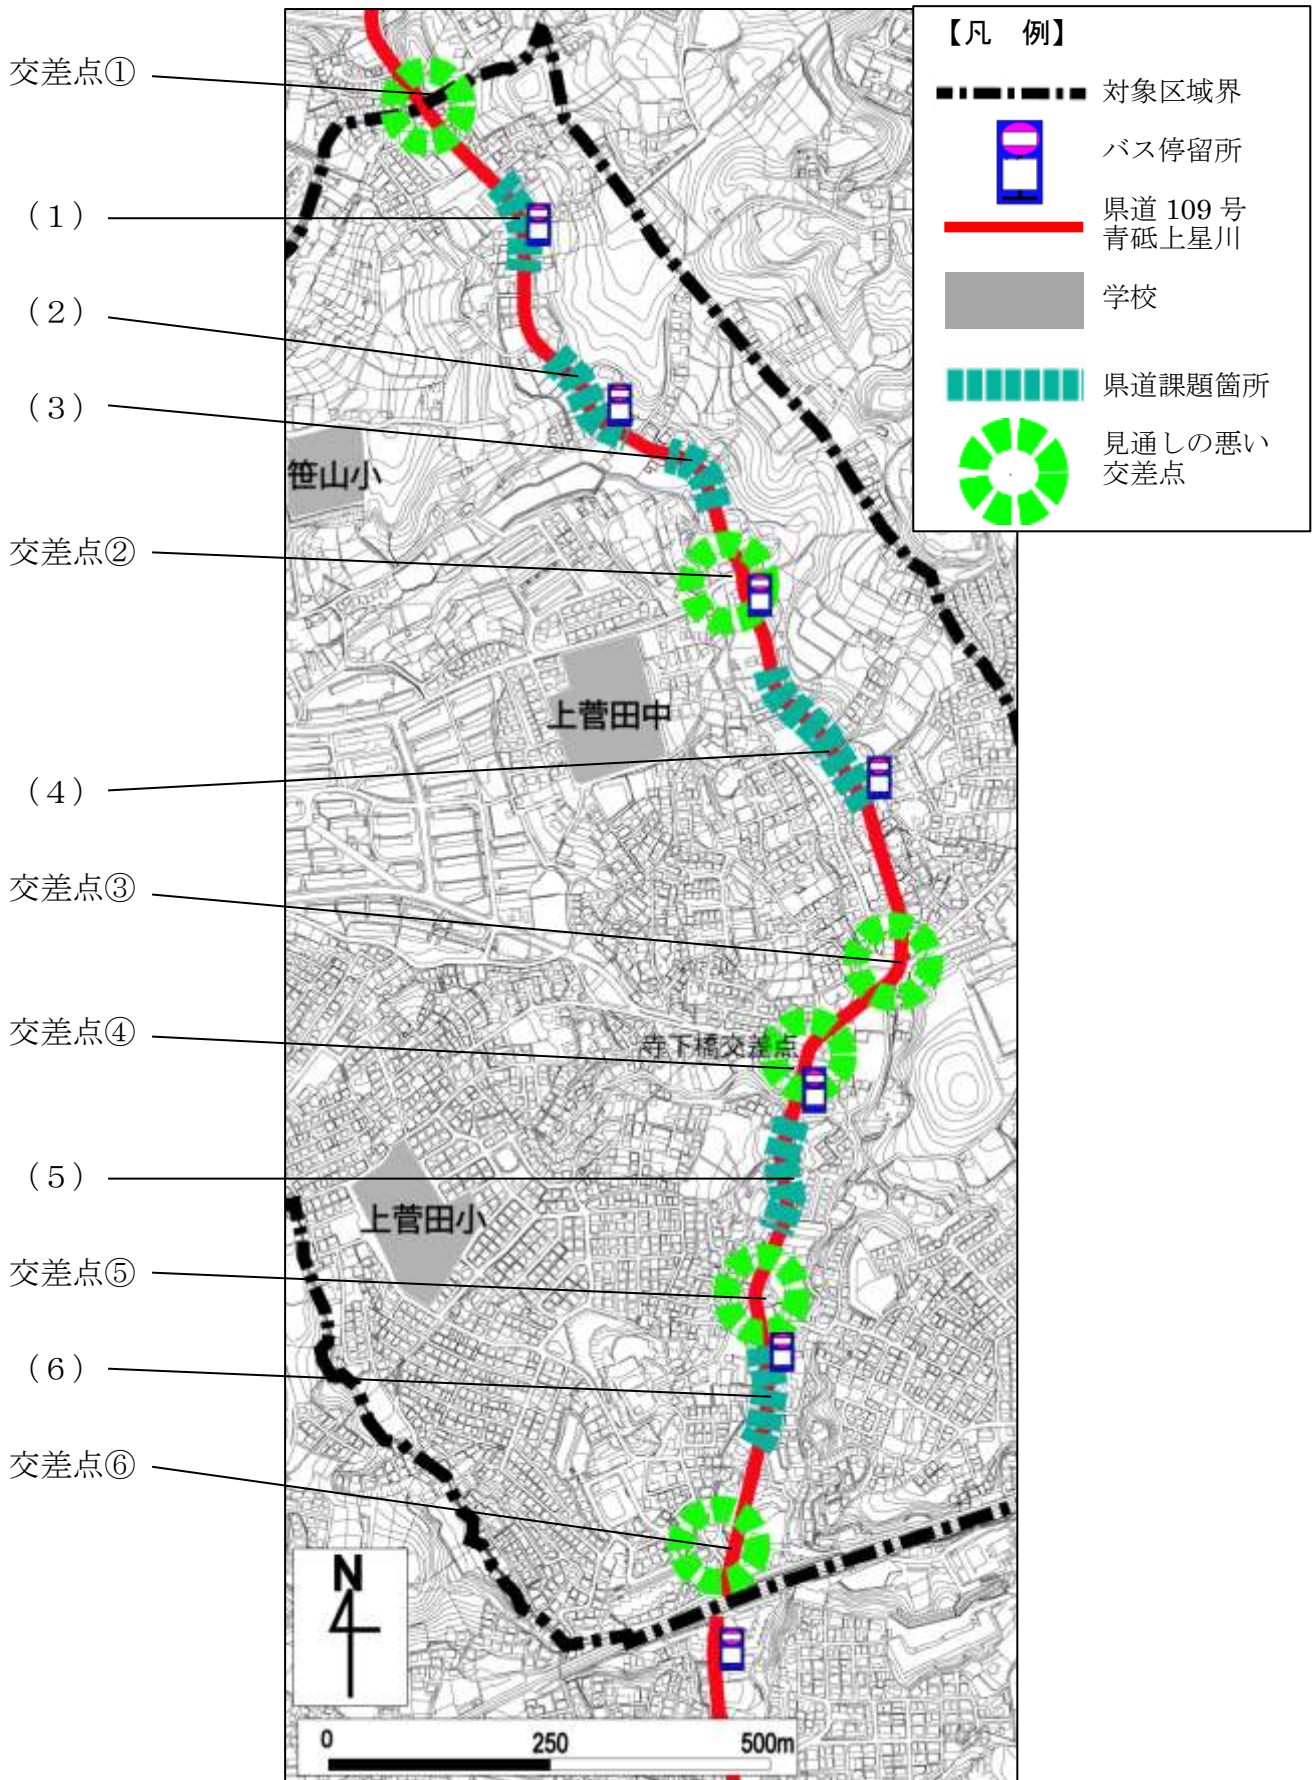 【凡　例】
対象区域界
バス停留所
県道 109 号
青砥上星川
学校
県道課題箇所
見通しの悪い
交差点
交差点①
（１）
（２）
（３）
笹山小
交差点②
上菅田中
（４）
交差点③
交差点④
寺下橋交差点
（５）
上菅田小
交差点⑤
（６）
交差点⑥
N
0 250 500m